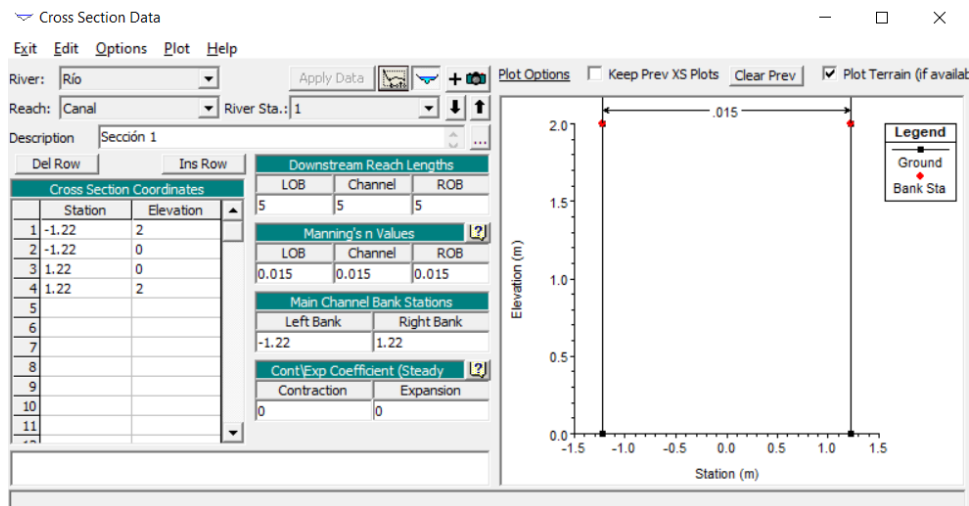 Cross Section Data
Exit Edit Options Plot Help
River: Río
Apply Data
Reach: Canal River Sta.: 1
Description Sección 1 ...
Del Row Ins Row
Cross Section Coordinates
Station Elevation
1 -1.22 2
2 -1.22 0
3 1.22 0
4 1.22 2
5
6
7
8
9
10
11
Downstream Reach Lengths
LOB Channel ROB
5 5 5
Manning's n Values ?
LOB Channel ROB
0.015 0.015 0.015
Main Channel Bank Stations
Left Bank Right Bank
-1.22 1.22
Cont\Exp Coefficient (Steady ?
Contraction Expansion
0 0
Plot Options Keep Prev XS Plots Clear Prev Plot Terrain (if availab
.015
2.0
1.5
1.0
0.5
0.0
Elevation (m)
-1.5 -1.0 -0.5 0.0 0.5 1.0 1.5
Station (m)
Legend
Ground
Bank Sta